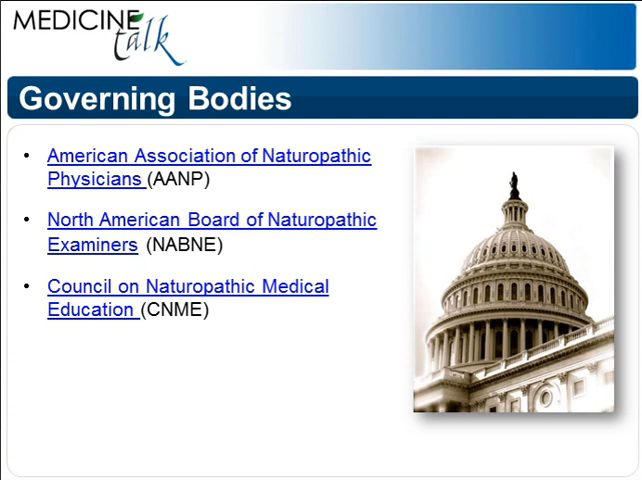 MEDICINE
talk
Governing Bodies
• American Association of Naturopathic
Physicians (AANP)
• North American Board of Naturopathic
Examiners (NABNE)
• Council on Naturopathic Medical
Education (CNME)